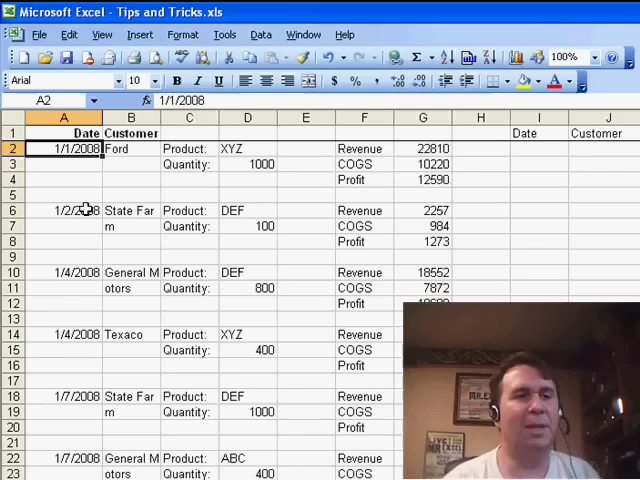 Microsoft Excel - Tips and Tricks.xls
File Edit View Insert Format Tools Data Window Help
Σ 100%
Arial 10 B I U $ % ,
A2 fx 1/1/2008
A B C D E F G H I J
1 Date Customer Date Customer
2 1/1/2008 Ford Product: XYZ Revenue 22810
3 Quantity: 1000 COGS 10220
4 Profit 12590
5
6 1/2/2008 State Far Product: DEF Revenue 2257
7 m Quantity: 100 COGS 984
8 Profit 1273
9
10 1/4/2008 General M Product: DEF Revenue 18552
11 otors Quantity: 800 COGS 7872
12 Profit
13
14 1/4/2008 Texaco Product: XYZ Revenue
15 Quantity: 400 COGS
16 Profit
17
18 1/7/2008 State Far Product: DEF Revenue
19 m Quantity: 1000 COGS
20 Profit
21
22 1/7/2008 General M Product: ABC Revenue
23 otors Quantity: 400 COGS